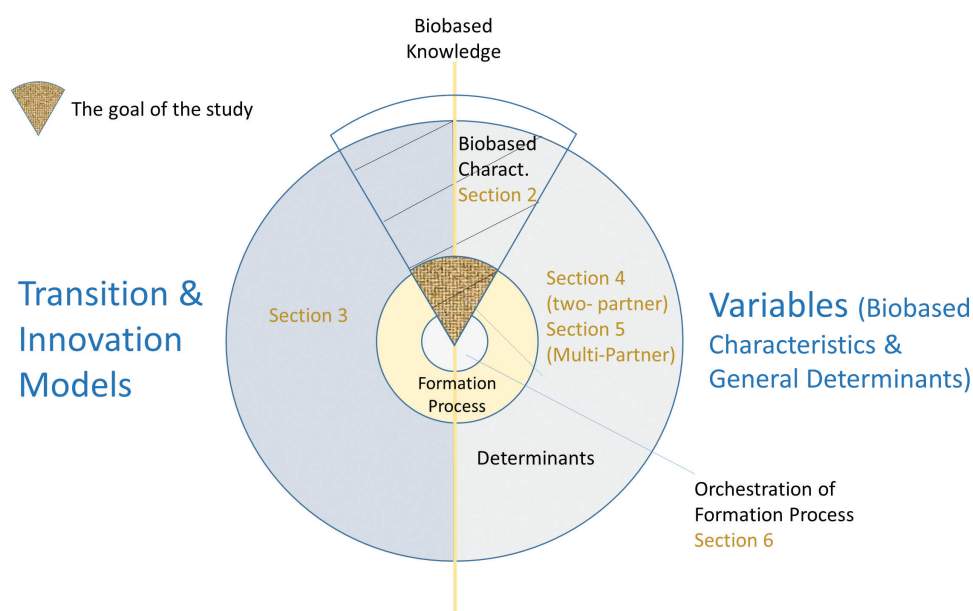 Biobased
Knowledge
The goal of the study
Biobased
Charact.
Section 2
Transition &
Innovation
Models
Section 3
Section 4
(two- partner)
Section 5
(Multi-Partner)
Variables (Biobased
Characteristics &
General Determinants)
Formation
Process
Determinants
Orchestration of
Formation Process
Section 6